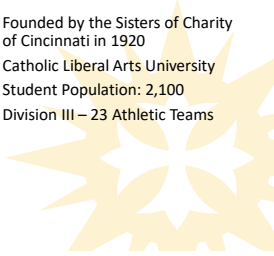 Founded by the Sisters of Charity
of Cincinnati in 1920
Catholic Liberal Arts University
Student Population: 2,100
Division III – 23 Athletic Teams